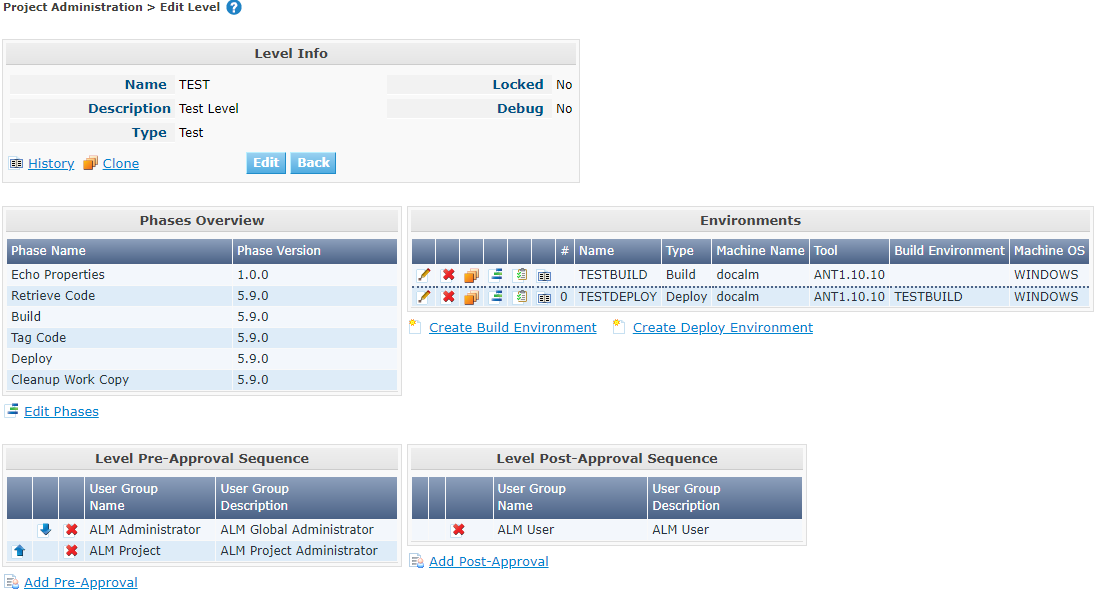 Project Administration > Edit Level ?
Level Info
Name TEST Locked No
Description Test Level Debug No
Type Test
History Clone Edit Back
Phases Overview
Phase Name Phase Version
Echo Properties 1.0.0
Retrieve Code 5.9.0
Build 5.9.0
Tag Code 5.9.0
Deploy 5.9.0
Cleanup Work Copy 5.9.0
Edit Phases
Environments
# Name Type Machine Name Tool Build Environment Machine OS
TESTBUILD Build docalm ANT1.10.10 WINDOWS
0 TESTDEPLOY Deploy docalm ANT1.10.10 TESTBUILD WINDOWS
Create Build Environment Create Deploy Environment
Level Pre-Approval Sequence
User Group User Group
Name Description
ALM Administrator ALM Global Administrator
ALM Project ALM Project Administrator
Add Pre-Approval
Level Post-Approval Sequence
User Group User Group
Name Description
ALM User ALM User
Add Post-Approval